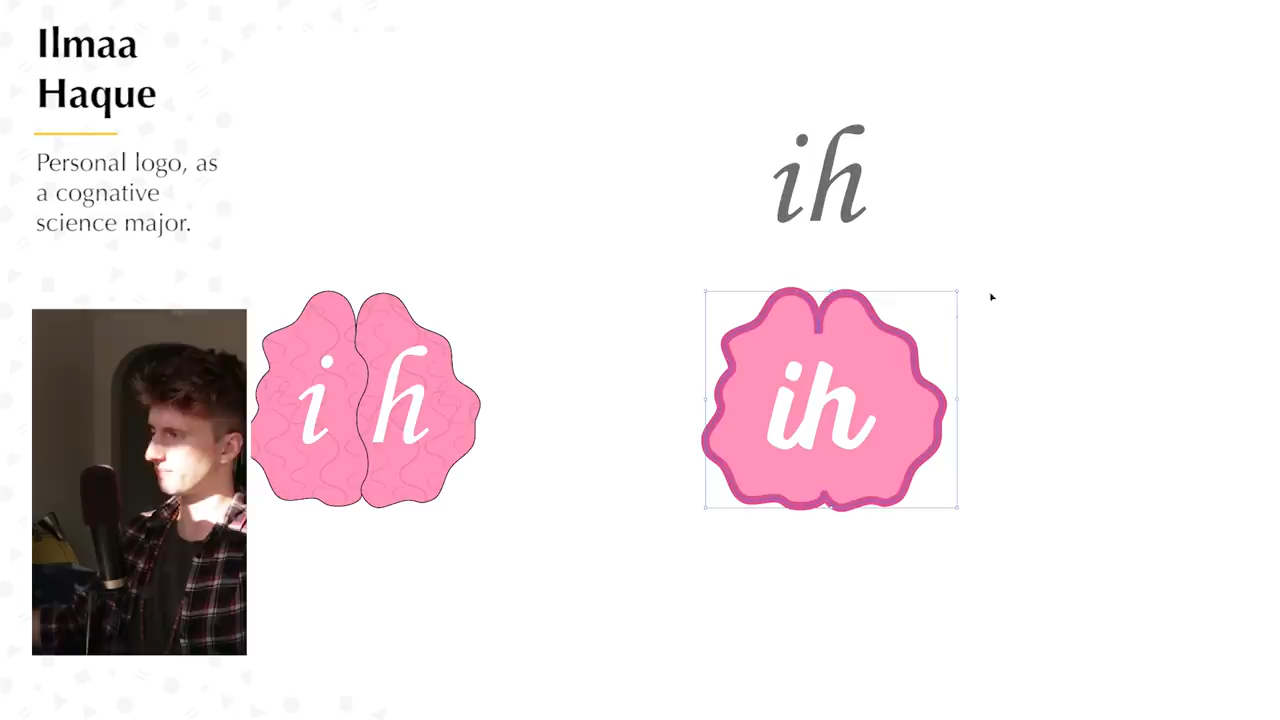 Ilmaa
Haque
Personal logo, as
a cognative
science major.
ih
i h
ih